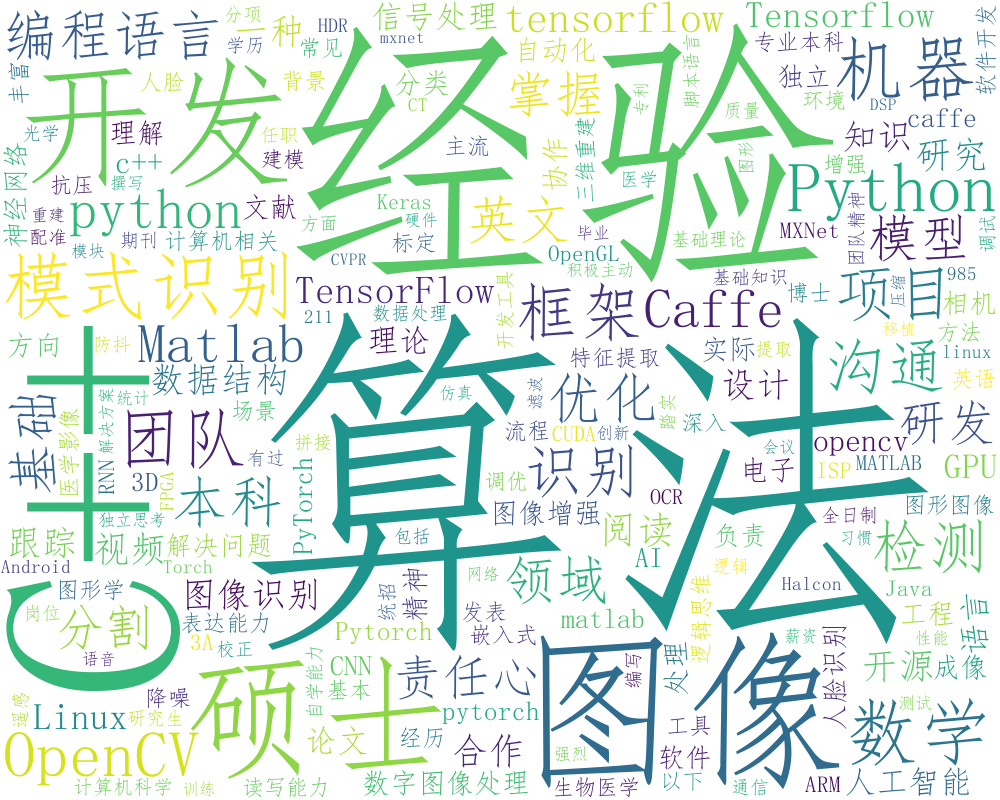 编程语言
一种
HDR
分项
学历
常见
mxnet
信号处理
tensorflow
Tensorflow
自动化
专业本科
软件开发
丰富
开发
人脸
背景
分类
CT
掌握
专利
脚本语言
独立
机器
质量
环境
DSP
caffe
光学
理解
任职
经验
主流
协作
三维重建
图形
知识
研究
神经网络
c++
建模
抗压
撰写
医学
增强
Python
重建
python
文献
Keras
英文
毕业
基础理论
MXNet
团队精神
模型
调试
配准
模块
期刊
计算机相关
方面
硬件
标定
CVPR
OpenGL
积极主动
基础知识
985
模式识别
TensorFlow
211
数据处理
开发工具
框架
Caffe
博士
项目
压缩
相机
方向
防抖
Matlab
理论
特征提取
实际
提取
移植
方法
linux
C++
基础
统计
数据结构
场景
仿真
滤波
优化
踏实
设计
沟通
英语
医学影像
RNN
解决方案
团队
有过
拼接
算法
流程
CUDA
创新
深入
会议
opencv
研发
3D
FPGA
识别
电子
ISP
MATLAB
GPU
本科
PyTorch
调优
OCR
独立思考
图像增强
阅读
负责
全日制
图形图像
跟踪
视频
解决问题
包括
AI
习惯
检测
Android
Torch
网络
领域
逻辑
逻辑思维
Halcon
Java
图形学
图像识别
统招
精神
发表
matlab
薪资
工程
语言
岗位
分割
表达能力
Pytorch
嵌入式
人脸识别
性能
语音
3A
校正
自学能力
CNN
基本
责任心
图像
编写
处理
开源
成像
遥感
降噪
硕士
pytorch
测试
Linux
研究生
论文
经历
合作
工具
数学
OpenCV
强烈
软件
计算机科学
训练
读写能力
数字图像处理
生物医学
以下
通信
ARM
人工智能